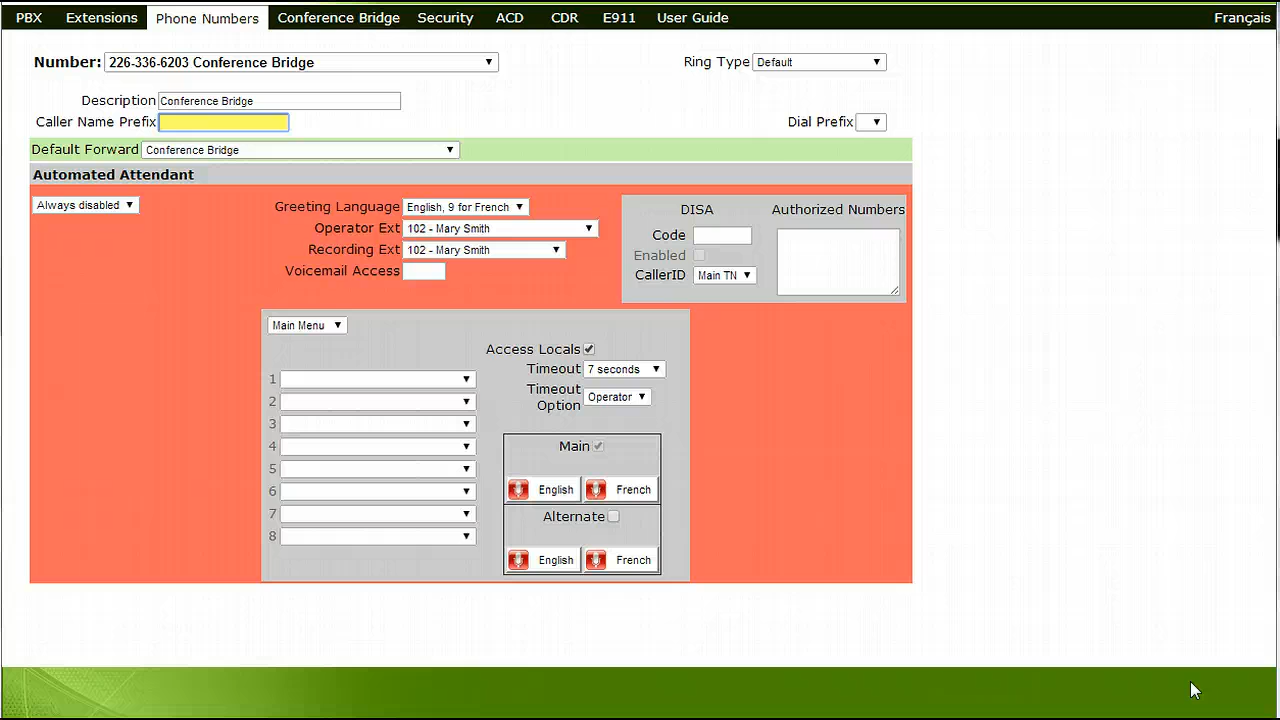 PBX Extensions Phone Numbers Conference Bridge Security ACD CDR E911 User Guide Français
Number: 226-336-6203 Conference Bridge Ring Type Default
Description Conference Bridge
Caller Name Prefix Dial Prefix
Default Forward Conference Bridge
Automated Attendant
Always disabled
Greeting Language English, 9 for French
Operator Ext 102 - Mary Smith
Recording Ext 102 - Mary Smith
Voicemail Access
DISA Authorized Numbers
Code
Enabled
CallerID Main TN
Main Menu
Access Locals
Timeout 7 seconds
Timeout
Option Operator
1
2
3
4
5
6
7
8
Main
English French
Alternate
English French